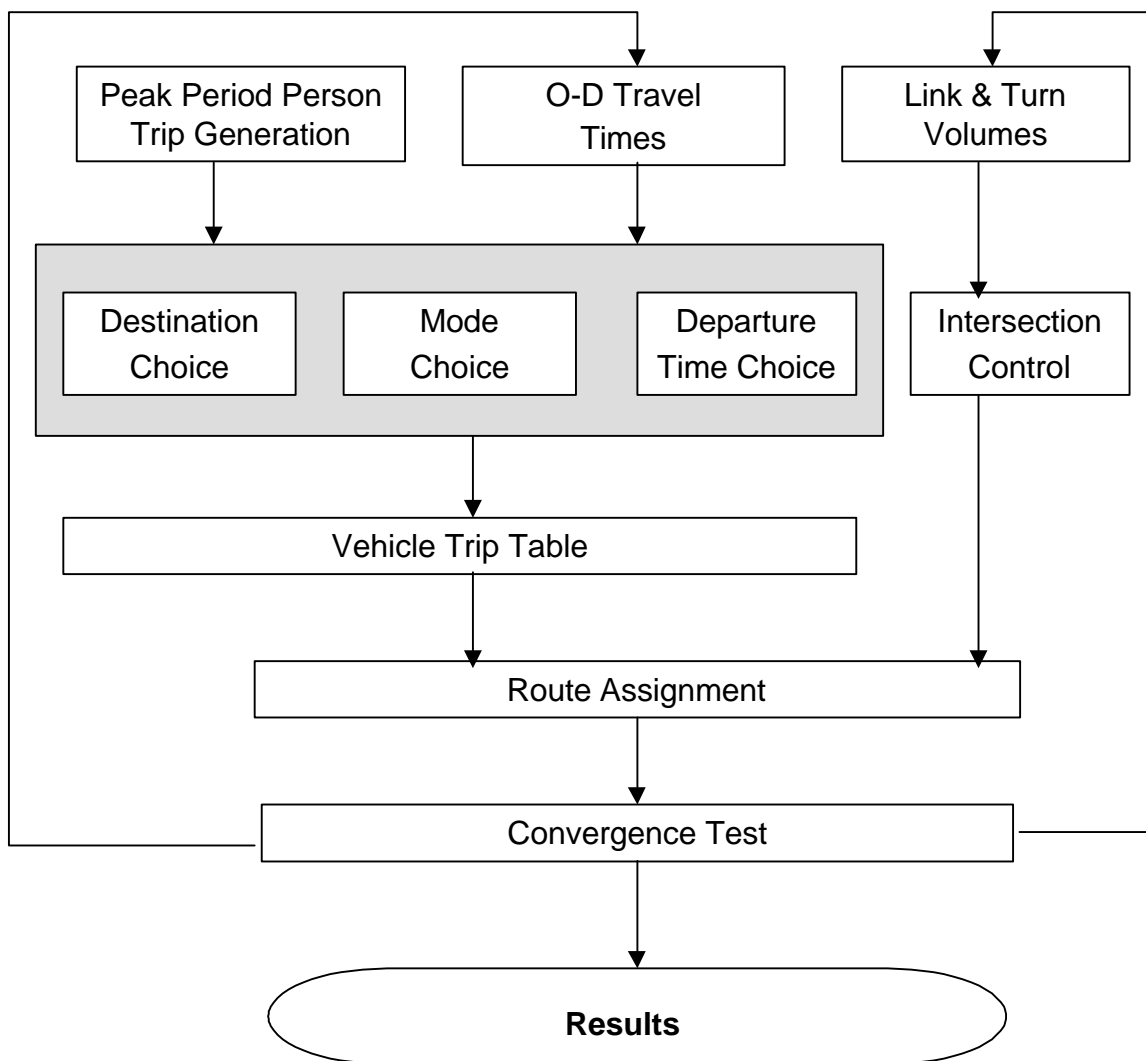 Peak Period Person
Trip Generation
O-D Travel
Times
Link & Turn
Volumes
Destination
Choice
Mode
Choice
Departure
Time Choice
Intersection
Control
Vehicle Trip Table
Route Assignment
Convergence Test
Results